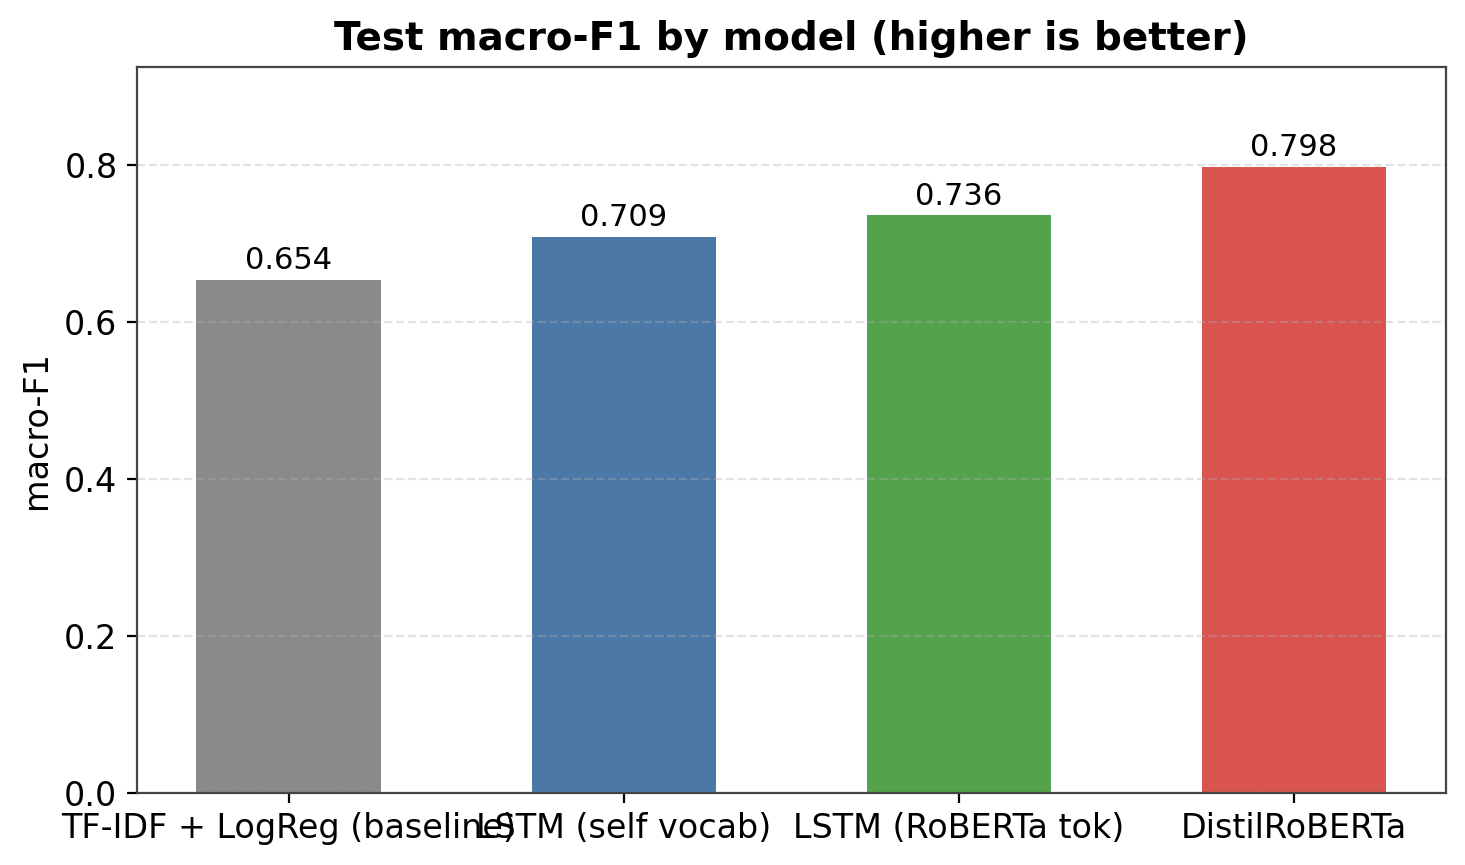 Test macro-F1 by model (higher is better)
macro-F1
0.8
0.6
0.4
0.2
0.0
0.654
0.709
0.736
0.798
TF-IDF + LogReg (baseline)
LSTM (self vocab)
LSTM (RoBERTa tok)
DistilRoBERTa